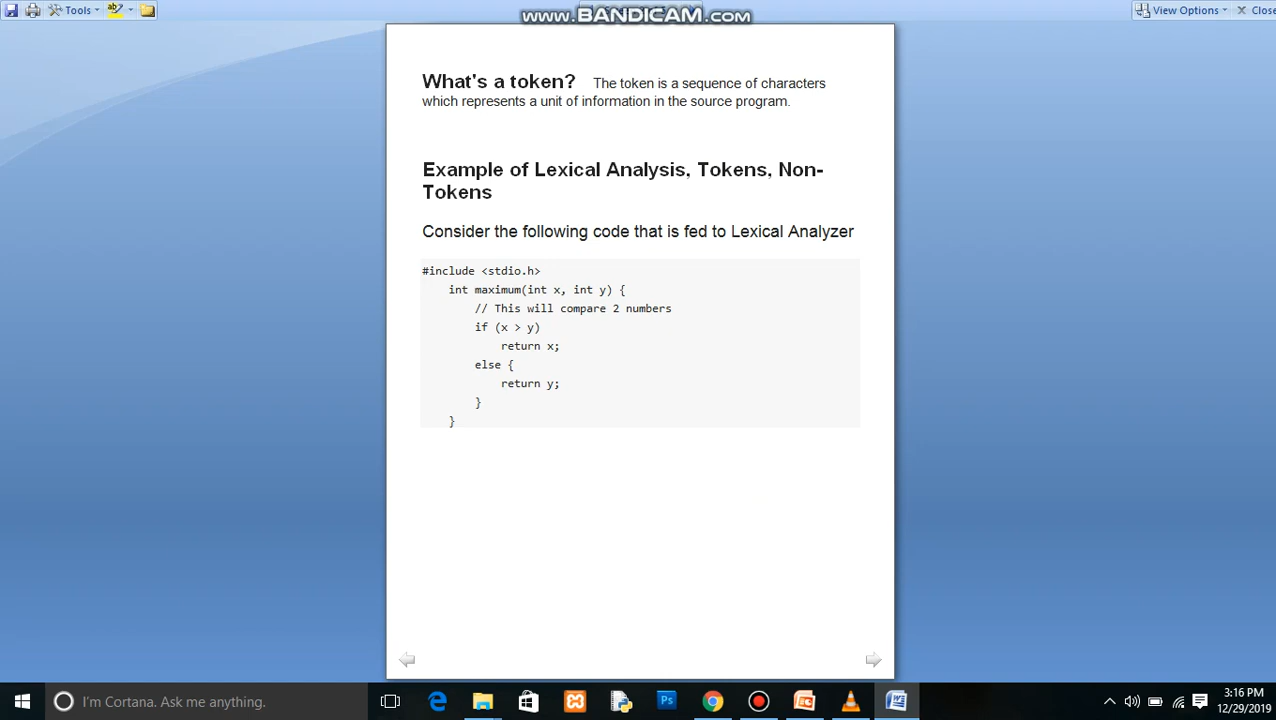 Tools
WWW.BANDICAM.COM
View Options
Close
What's a token? The token is a sequence of characters
which represents a unit of information in the source program.
Example of Lexical Analysis, Tokens, Non-
Tokens
Consider the following code that is fed to Lexical Analyzer
#include <stdio.h>
int maximum(int x, int y) {
// This will compare 2 numbers
if (x > y)
return x;
else {
return y;
}
}
I'm Cortana. Ask me anything.
Ps
3:16 PM
12/29/2019